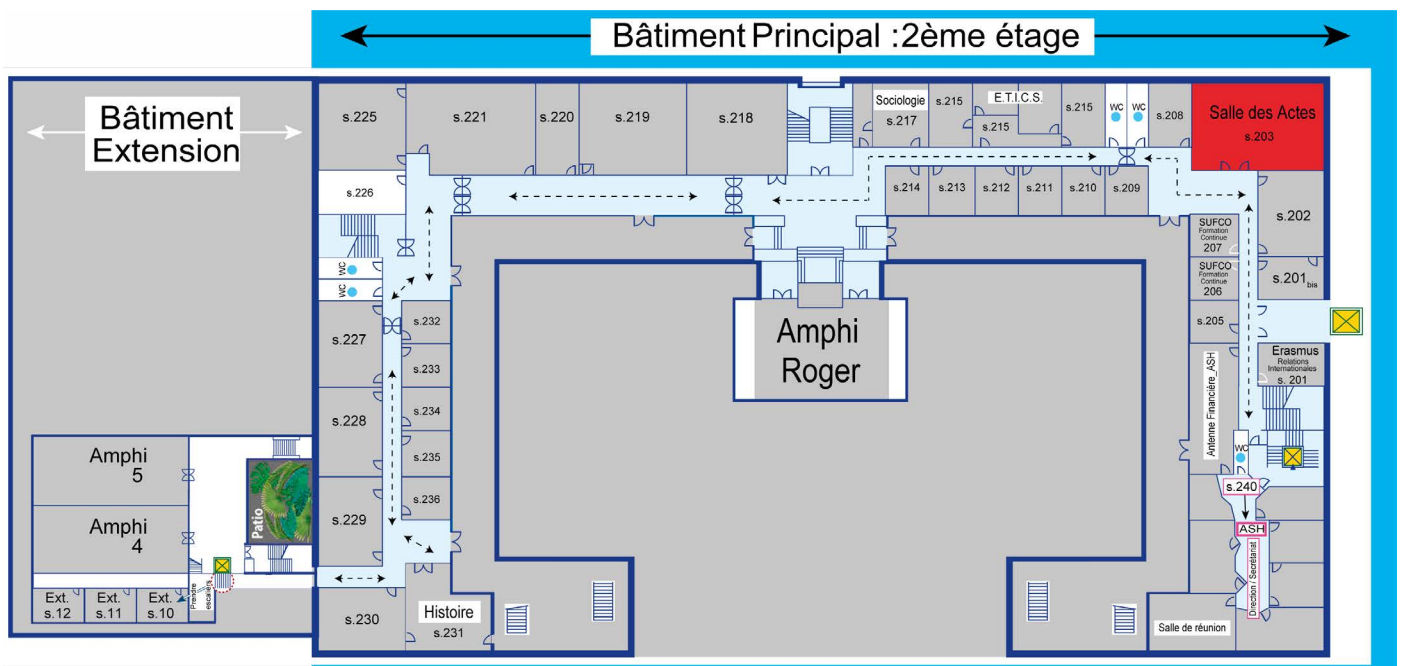 Bâtiment Principal :2ème étage
Bâtiment
Extension
s.225
s.221
s.220
s.219
s.218
Sociologie
s.217
s.215
E.T.I.C.S.
s.215
s.215
WC
WC
s.208
Salle des Actes
s.203
s.226
s.214
s.213
s.212
s.211
s.210
s.209
s.202
SUFCO
Formation
Continue
207
SUFCO
Formation
Continue
206
s.201bis
s.205
WC
WC
s.227
s.232
s.233
s.228
s.234
s.235
s.229
s.236
Amphi
Roger
Erasmus
Relations
Internationales
s. 201
Antenne Financière_ASH
WC
s.240
ASH
Direction / Secrétariat
Salle de réunion
Amphi
5
Amphi
4
Patio
Prendre
escaliers
Ext.
s.12
Ext.
s.11
Ext.
s.10
s.230
Histoire
s.231